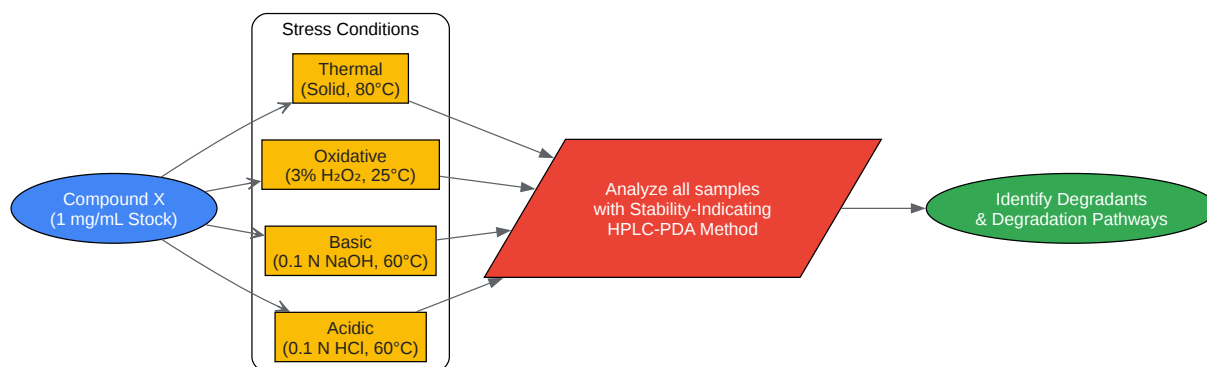 Stress Conditions
Thermal
(Solid, 80°C)
Oxidative
(3% H₂O₂, 25°C)
Basic
(0.1 N NaOH, 60°C)
Acidic
(0.1 N HCl, 60°C)
Compound X
(1 mg/mL Stock)
Analyze all samples
with Stability-Indicating
HPLC-PDA Method
Identify Degradants
& Degradation Pathways